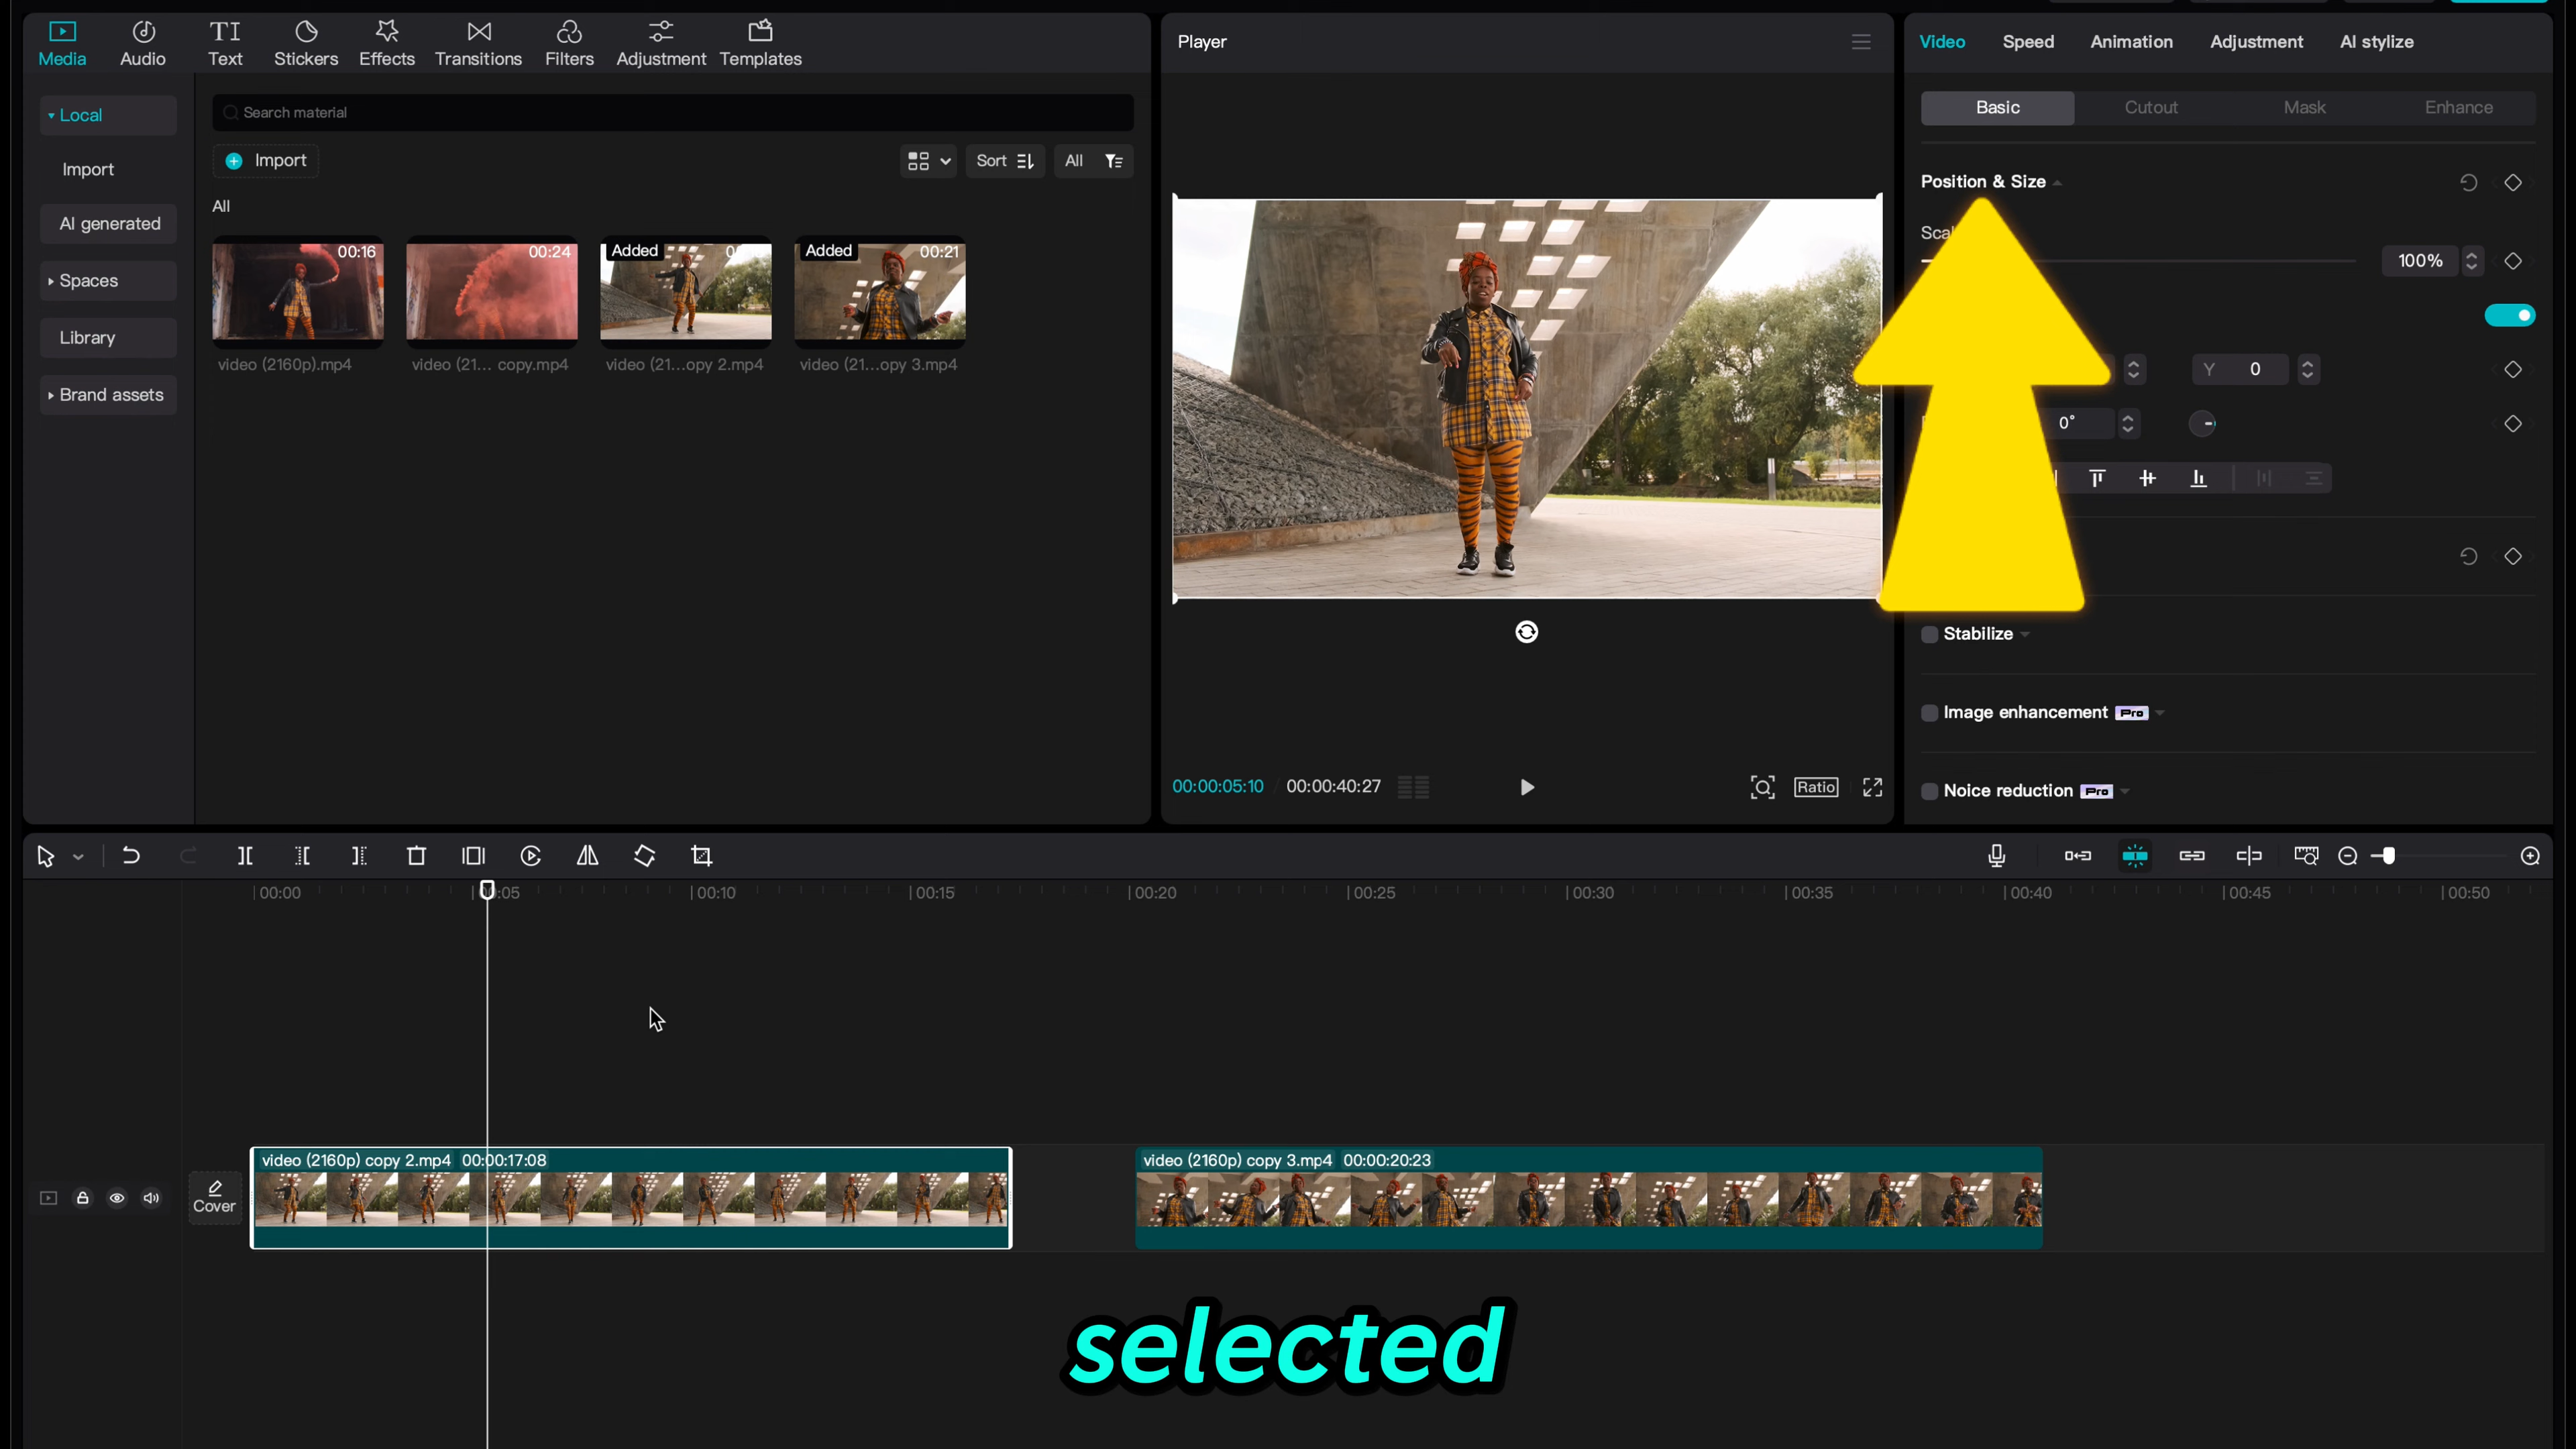 Media
Audio
Text
Stickers
Effects
Transitions
Filters
Adjustment
Templates
Local
Import
AI generated
Spaces
Library
Brand assets
Search material
Import
Sort
All
All
00:16
video (2160p).mp4
00:24
video (21... copy.mp4
Added
video (21...opy 2.mp4
Added
00:21
video (21...opy 3.mp4
Player
00:00:05:10
00:00:40:27
Ratio
Video
Speed
Animation
Adjustment
AI stylize
Basic
Cutout
Mask
Enhance
Position & Size
100%
Y 0
0°
Stabilize
Image enhancement Pro
Noice reduction Pro
00:00
00:05
00:10
00:15
00:20
00:25
00:30
00:35
00:40
00:45
00:50
video (2160p) copy 2.mp4 00:00:17:08
video (2160p) copy 3.mp4 00:00:20:23
Cover
selected